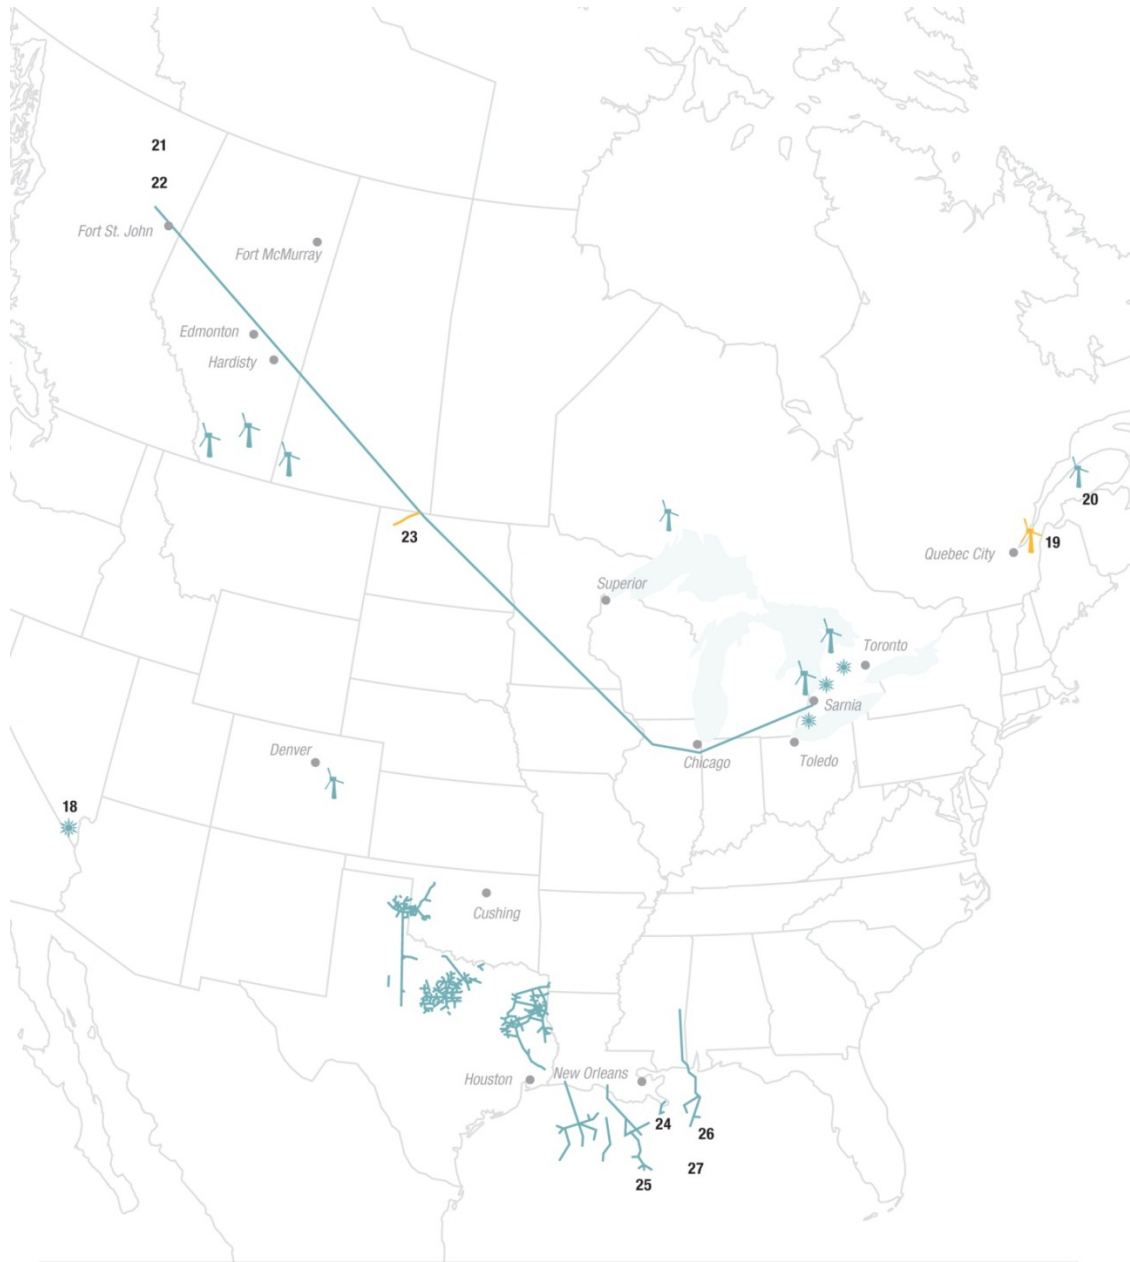 21
22
Fort St. John
Fort McMurray
Edmonton
Hardisty
20
23
19
Quebec City
Superior
Toronto
Sarnia
Denver
Chicago
Toledo
18
Cushing
Houston
New Orleans
24
26
27
25